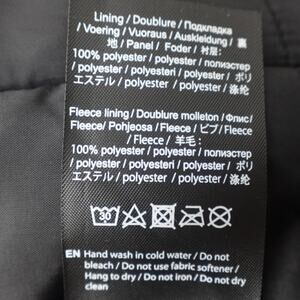 Lining / Doublure / Подкладка
/ Voering / Vuoraus / Auskleidung / 裏
地 / Panel / Foder / 衬层:
100% polyester / polyester / полиэстер
/ polyester / polyesteri / polyester / ポリ
エステル / polyester / polyester / 涤纶
Fleece lining / Doublure molleton / Флис/
Fleece/ Pohjeosa / Fleece / ピブ / Fleece/
Fleece / Fleece / 羊毛:
100% polyester / polyester / полиэстер
/ polyester / polyesteri / polyester / ポリ
エステル / polyester / polyester / 涤纶
30
EN Hand wash in cold water / Do not
bleach / Do not use fabric softener /
Hang to dry / Do not iron / Do not dry
clean